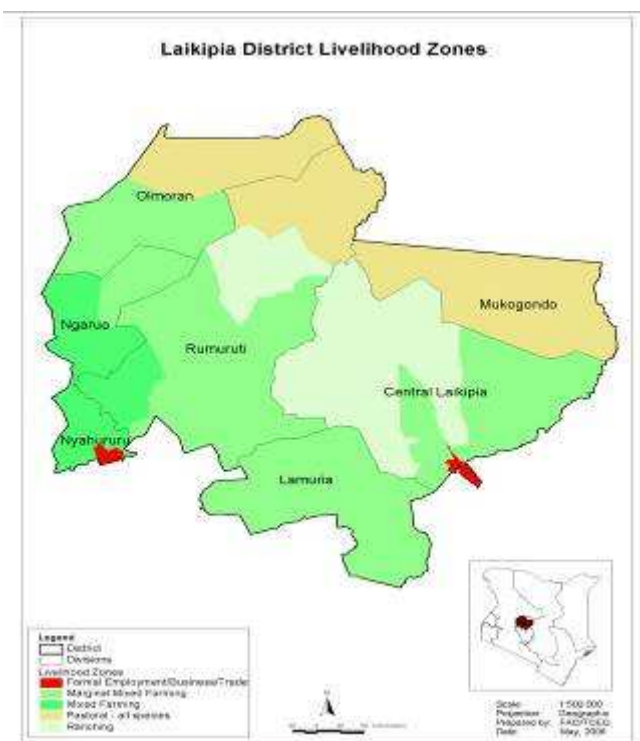 Laikipia District Livelihood Zones
Olmoran
Mukogondo
Ngarua
Rumuruti
Central Laikipia
Nyahururu
Lamuria
Legend
District
Divisions
Livelihood Zones
Formal Employment/Business/Trade
Marginal Mixed Farming
Mixed Farming
Pastoral - all species
Ranching
Scale 1:500 000
Projection: Geographic
Prepared by: FAO/TCEO
Date: May, 2006